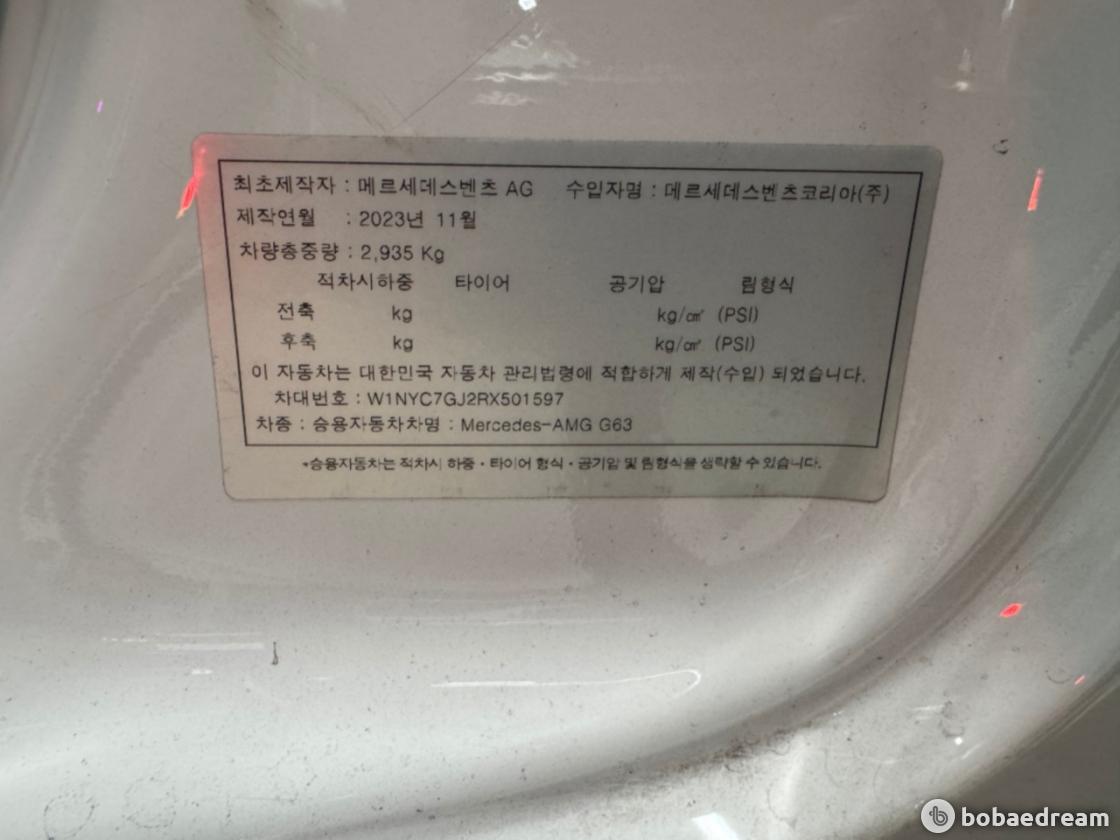 최초제작자 : 메르세데스벤츠 AG 수입자명 : 메르세데스벤츠코리아(주)
제작연월 : 2023년 11월
차량총중량 : 2,935 Kg
적차시하중 타이어 공기압 림형식
전축 kg kg/㎠ (PSI)
후축 kg kg/㎠ (PSI)
이 자동차는 대한민국 자동차 관리법령에 적합하게 제작(수입) 되었습니다.
차대번호 : W1NYC7GJ2RX501597
차종 : 승용자동차차명 : Mercedes-AMG G63
*승용자동차는 적차시 하중・타이어 형식・공기압 및 림형식을 생략할 수 있습니다.
bobaedream